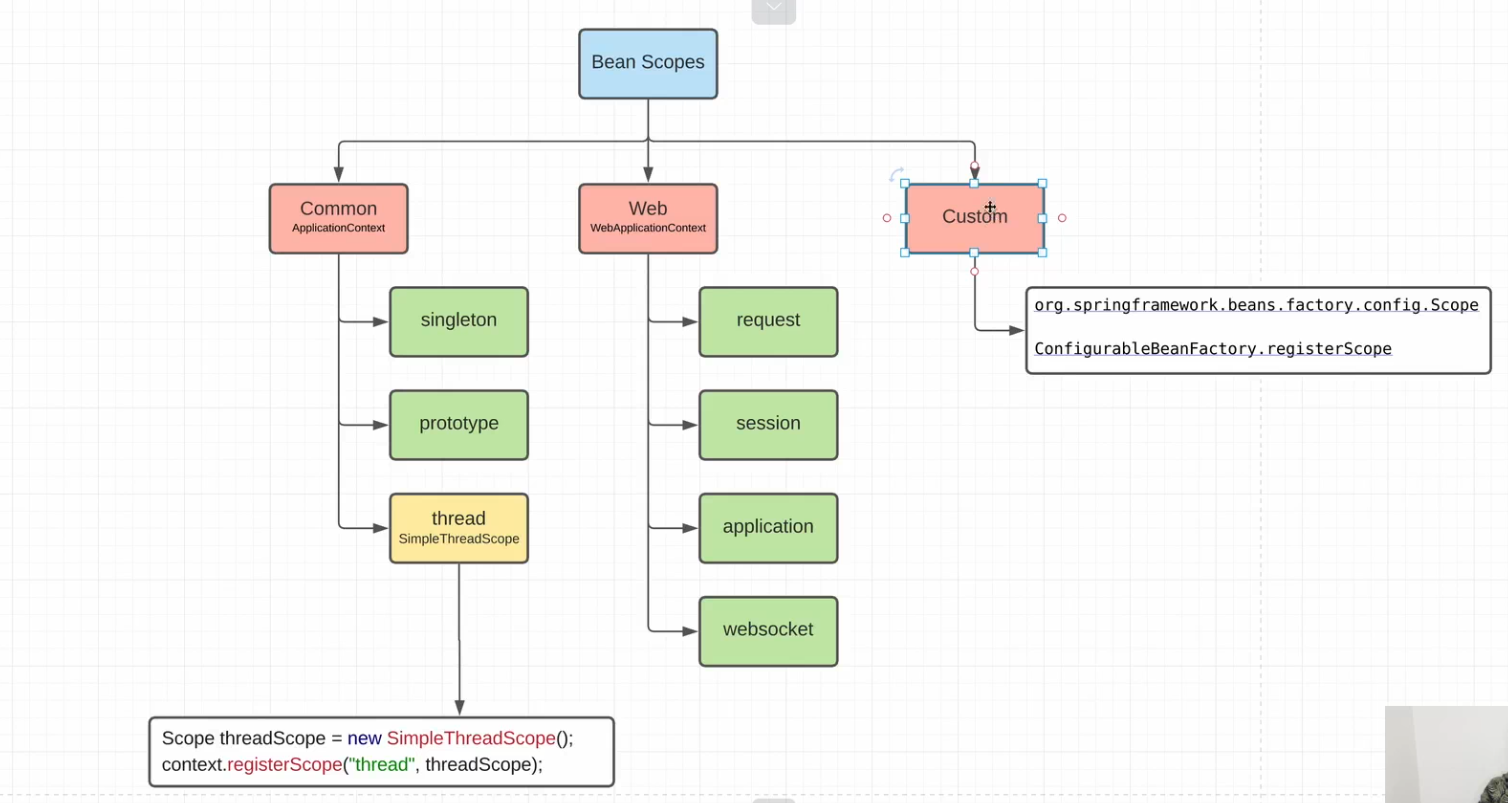 Bean Scopes
Common
ApplicationContext
Web
WebApplicationContext
Custom
singleton
request
org.springframework.beans.factory.config.Scope
ConfigurableBeanFactory.registerScope
prototype
session
thread
SimpleThreadScope
application
websocket
Scope threadScope = new SimpleThreadScope();
context.registerScope("thread", threadScope);